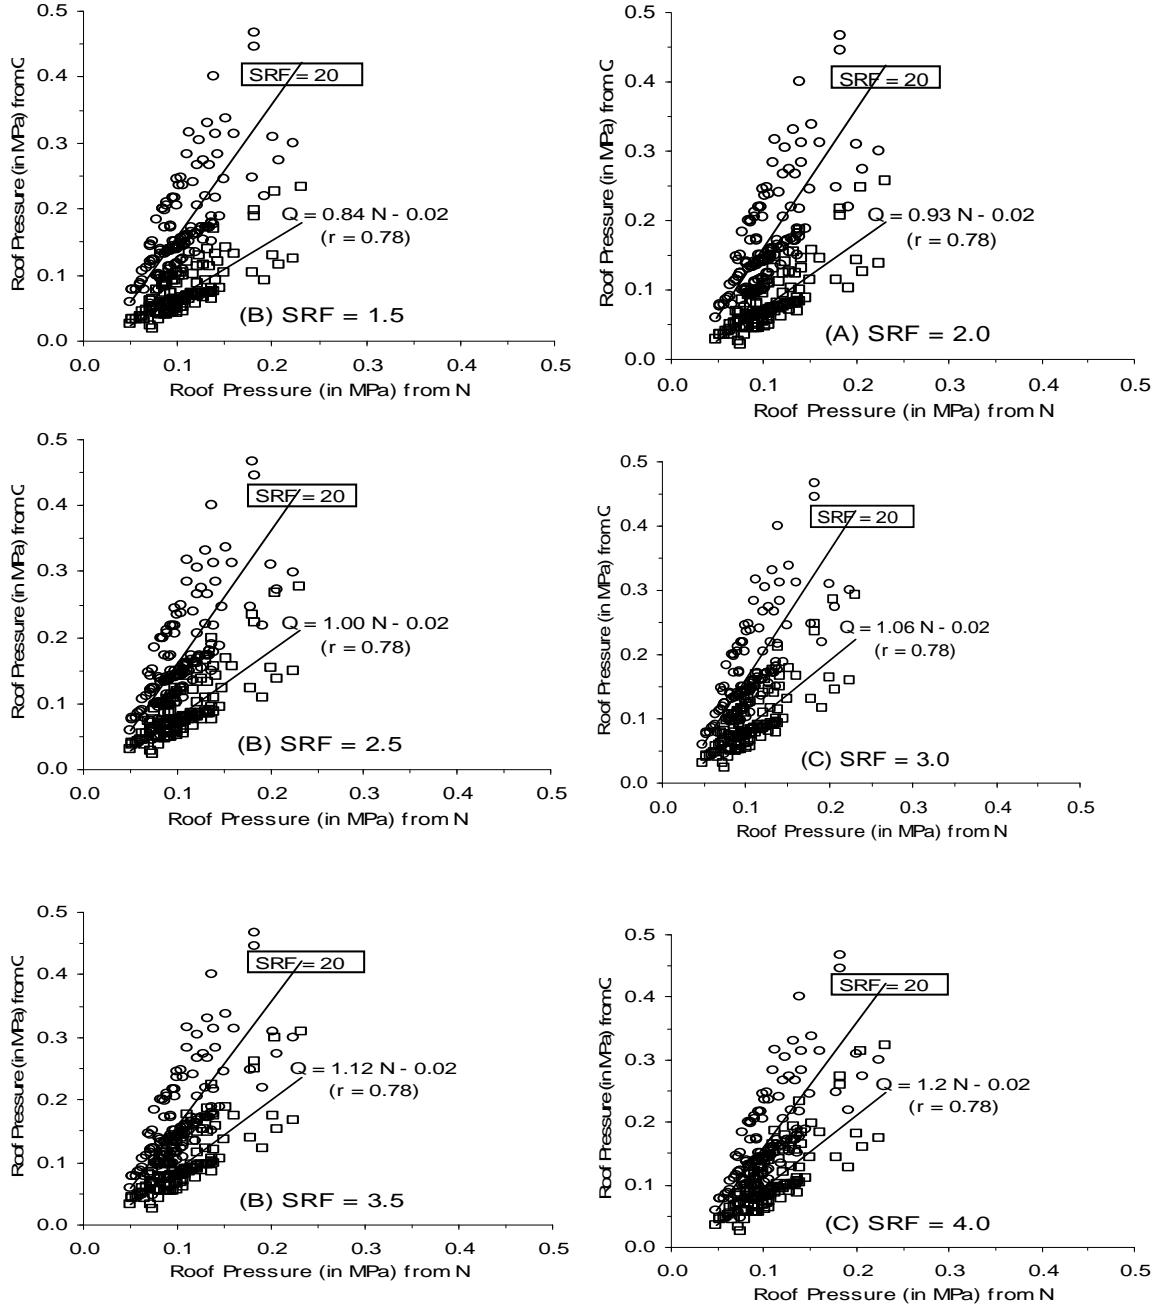 0.5
0.4
0.3
0.2
0.1
0.0
0.0 0.1 0.2 0.3 0.4 0.5
Roof Pressure (in MPa) from Q
Roof Pressure (in MPa) from N
SRF = 20
Q = 0.84 N - 0.02
(r = 0.78)
(B) SRF = 1.5
0.5
0.4
0.3
0.2
0.1
0.0
0.0 0.1 0.2 0.3 0.4 0.5
Roof Pressure (in MPa) from Q
Roof Pressure (in MPa) from N
SRF = 20
Q = 0.93 N - 0.02
(r = 0.78)
(A) SRF = 2.0
0.5
0.4
0.3
0.2
0.1
0.0
0.0 0.1 0.2 0.3 0.4 0.5
Roof Pressure (in MPa) from Q
Roof Pressure (in MPa) from N
SRF = 20
Q = 1.00 N - 0.02
(r = 0.78)
(B) SRF = 2.5
0.5
0.4
0.3
0.2
0.1
0.0
0.0 0.1 0.2 0.3 0.4 0.5
Roof Pressure (in MPa) from Q
Roof Pressure (in MPa) from N
SRF = 20
Q = 1.06 N - 0.02
(r = 0.78)
(C) SRF = 3.0
0.5
0.4
0.3
0.2
0.1
0.0
0.0 0.1 0.2 0.3 0.4 0.5
Roof Pressure (in MPa) from Q
Roof Pressure (in MPa) from N
SRF = 20
Q = 1.12 N - 0.02
(r = 0.78)
(B) SRF = 3.5
0.5
0.4
0.3
0.2
0.1
0.0
0.0 0.1 0.2 0.3 0.4 0.5
Roof Pressure (in MPa) from Q
Roof Pressure (in MPa) from N
SRF = 20
Q = 1.2 N - 0.02
(r = 0.78)
(C) SRF = 4.0